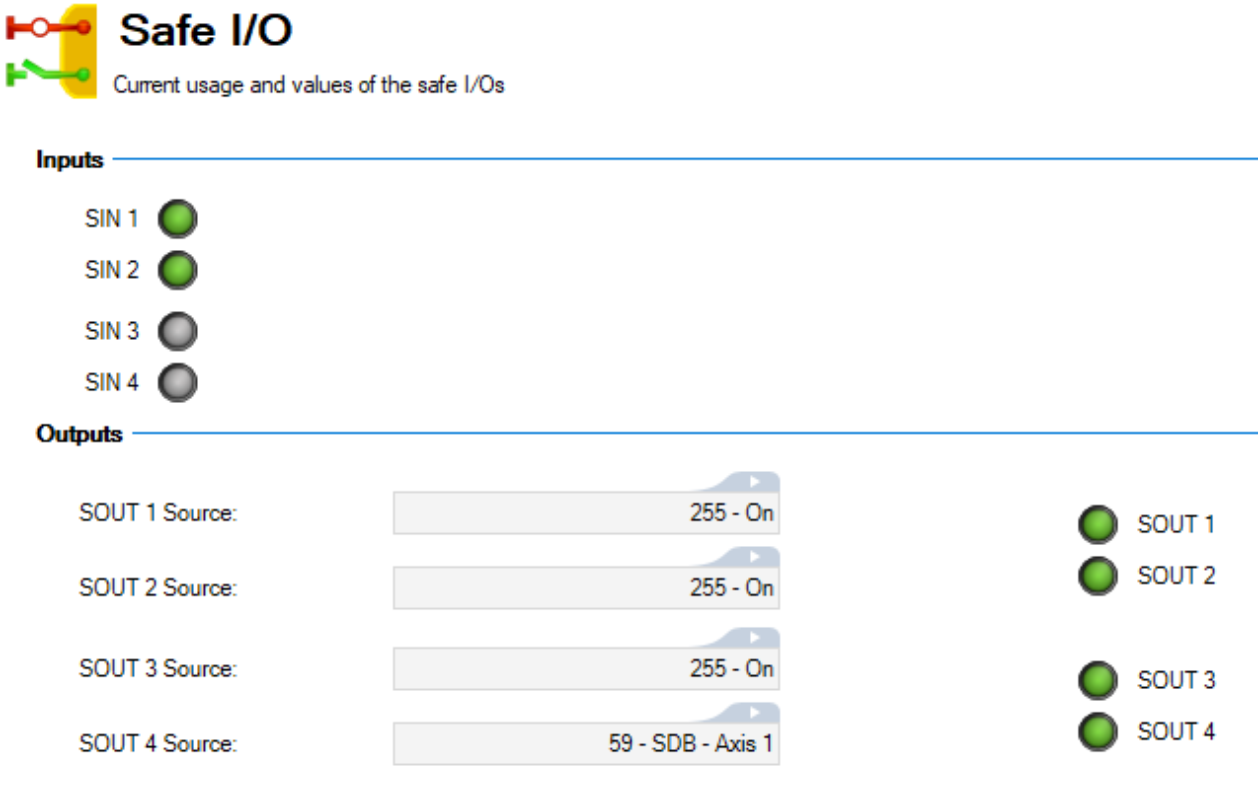 Safe I/O
Current usage and values of the safe I/Os
Inputs
SIN 1
SIN 2
SIN 3
SIN 4
Outputs
SOUT 1 Source: 255 - On SOUT 1
SOUT 2 Source: 255 - On SOUT 2
SOUT 3 Source: 255 - On SOUT 3
SOUT 4 Source: 59 - SDB - Axis 1 SOUT 4